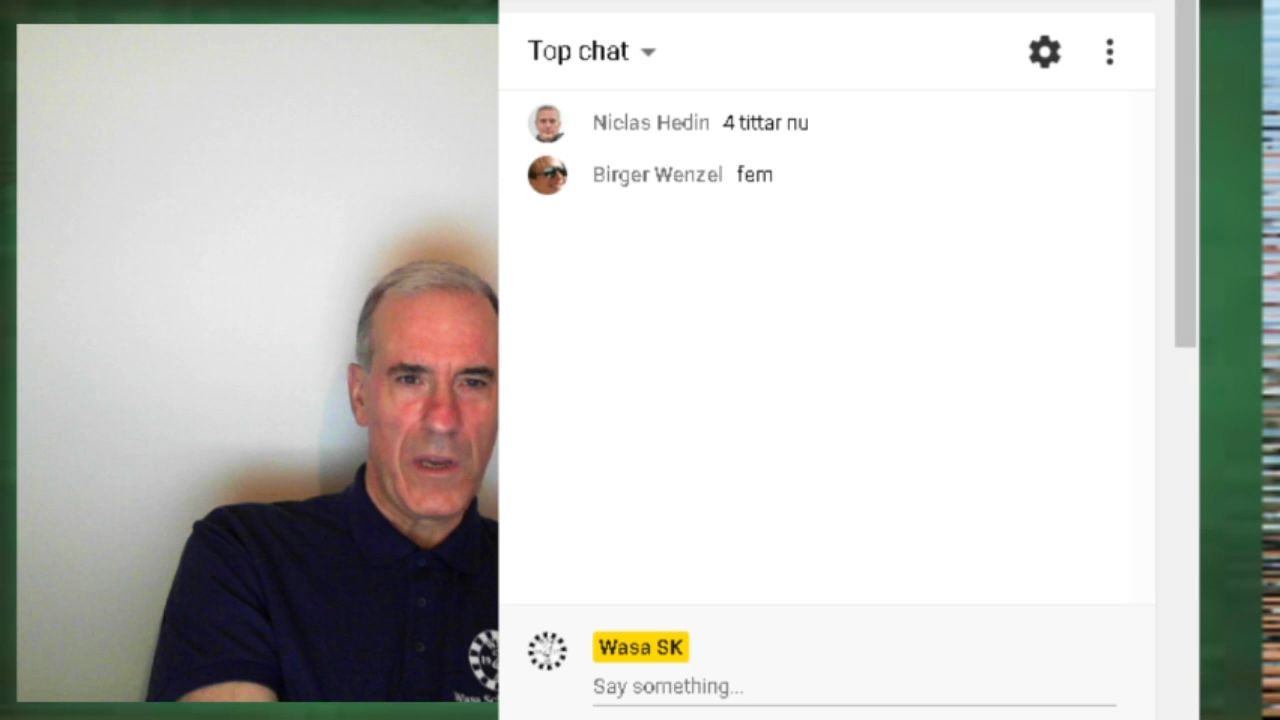 Top chat
Niclas Hedin 4 tittar nu
Birger Wenzel fem
Wasa SK
Say something...